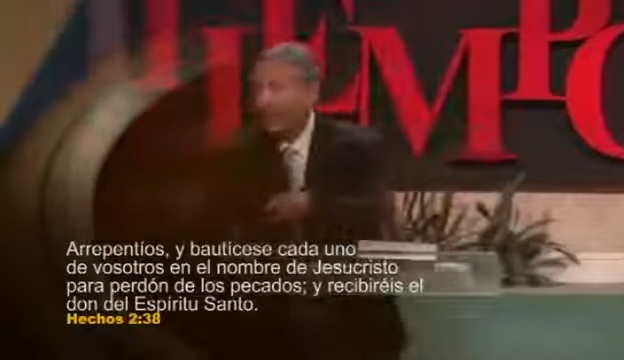 TIEMPO
Arrepentíos, y bautícese cada uno
de vosotros en el nombre de Jesucristo
para perdón de los pecados; y recibiréis el
don del Espíritu Santo.
Hechos 2:38